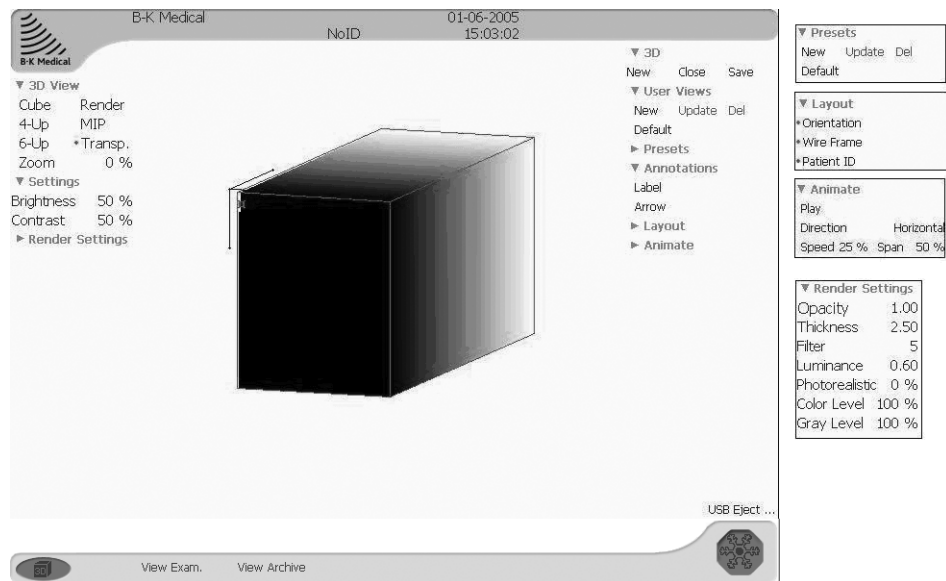 B-K Medical
01-06-2005
NoID
15:03:02
B-K Medical
▼ 3D View
Cube Render
4-Up MIP
6-Up *Transp.
Zoom 0 %
▼ Settings
Brightness 50 %
Contrast 50 %
► Render Settings
▼ 3D
New Close Save
▼ User Views
New Update Del
Default
► Presets
▼ Annotations
Label
Arrow
► Layout
► Animate
USB Eject ...
3D
View Exam. View Archive
▼ Presets
New Update Del
Default
▼ Layout
*Orientation
*Wire Frame
*Patient ID
▼ Animate
Play
Direction Horizontal
Speed 25 % Span 50 %
▼ Render Settings
Opacity 1.00
Thickness 2.50
Filter 5
Luminance 0.60
Photorealistic 0 %
Color Level 100 %
Gray Level 100 %